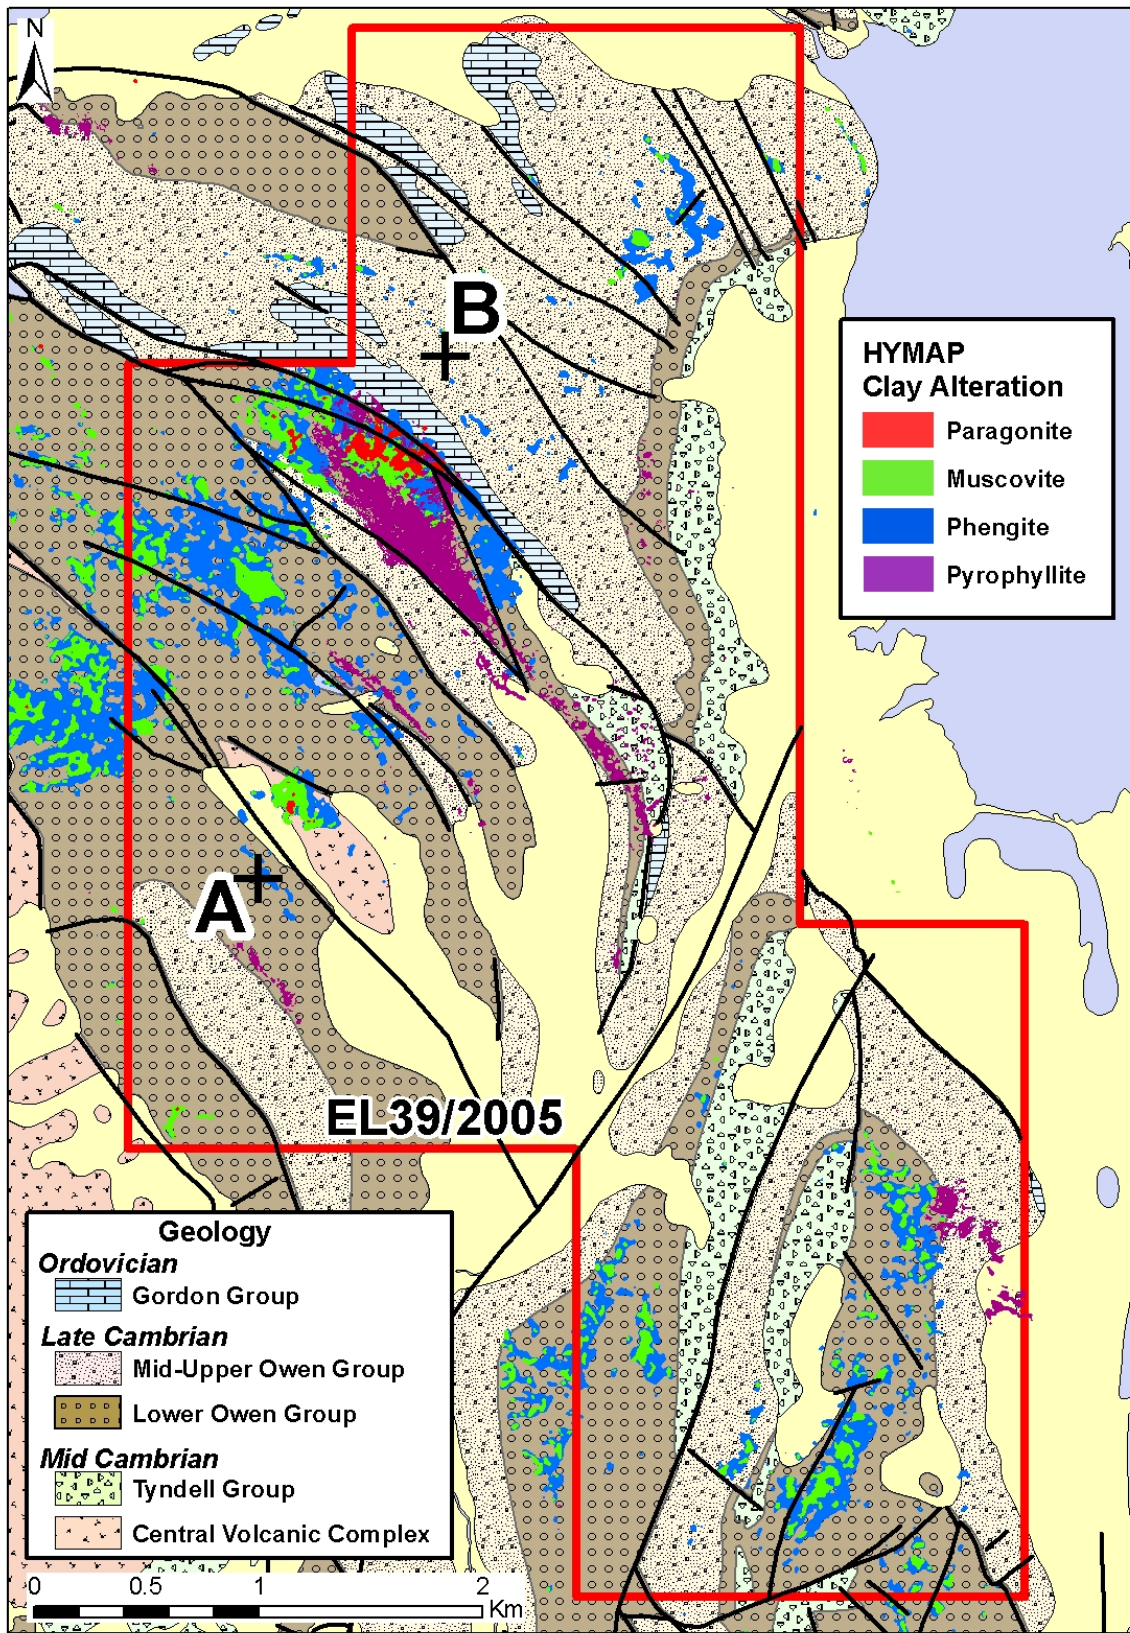 N
B
HYMAP
Clay Alteration
Paragonite
Muscovite
Phengite
Pyrophyllite
A
EL39/2005
Geology
Ordovician
Gordon Group
Late Cambrian
Mid-Upper Owen Group
Lower Owen Group
Mid Cambrian
Tyndell Group
Central Volcanic Complex
0 0.5 1 2
Km